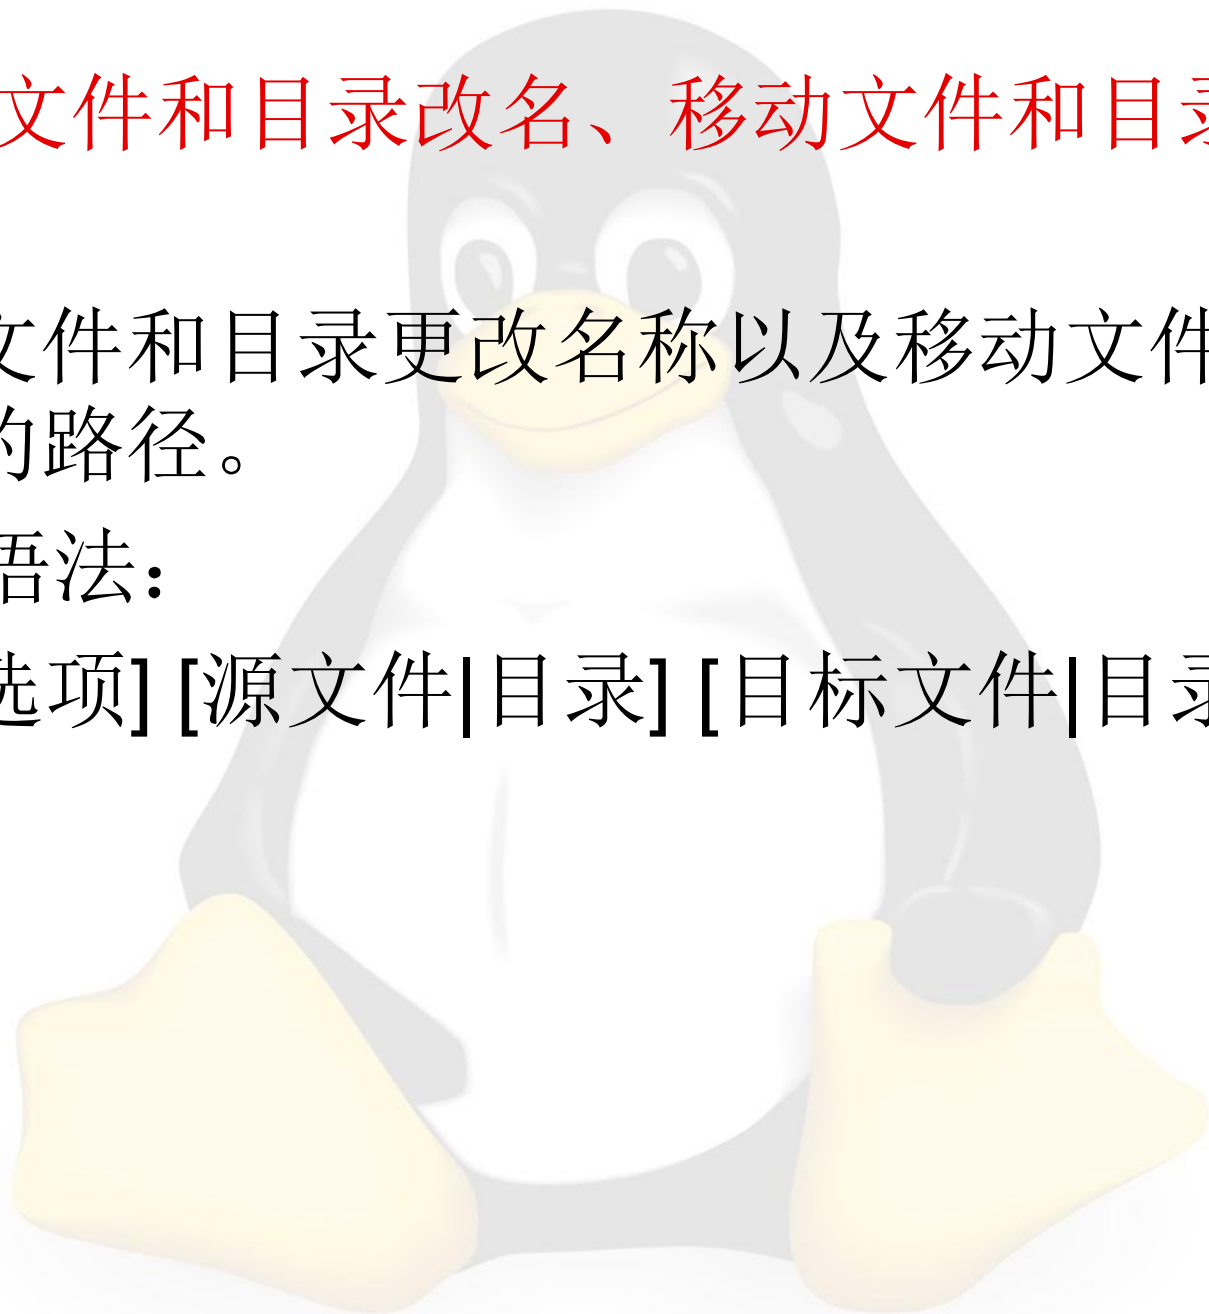 文件和目录改名、移动文件和目录
文件和目录更改名称以及移动文件
的路径。
语法：
选项] [源文件|目录] [目标文件|目录